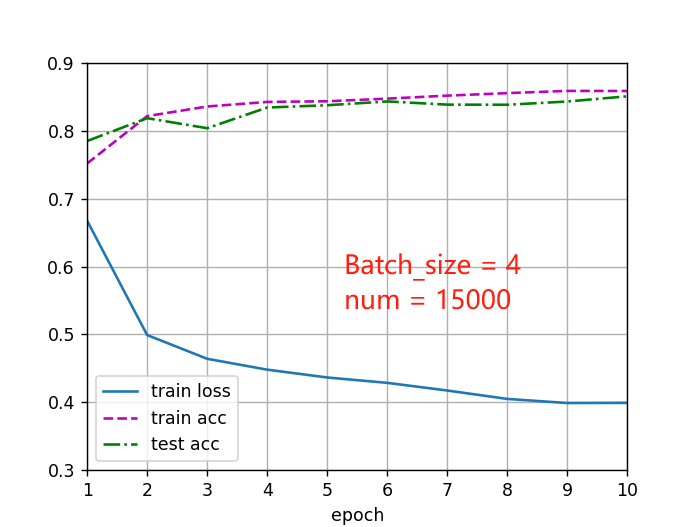 0.9
0.8
0.7
0.6
0.5
0.4
0.3
Batch_size = 4
num = 15000
train loss
train acc
test acc
1 2 3 4 5 6 7 8 9 10
epoch